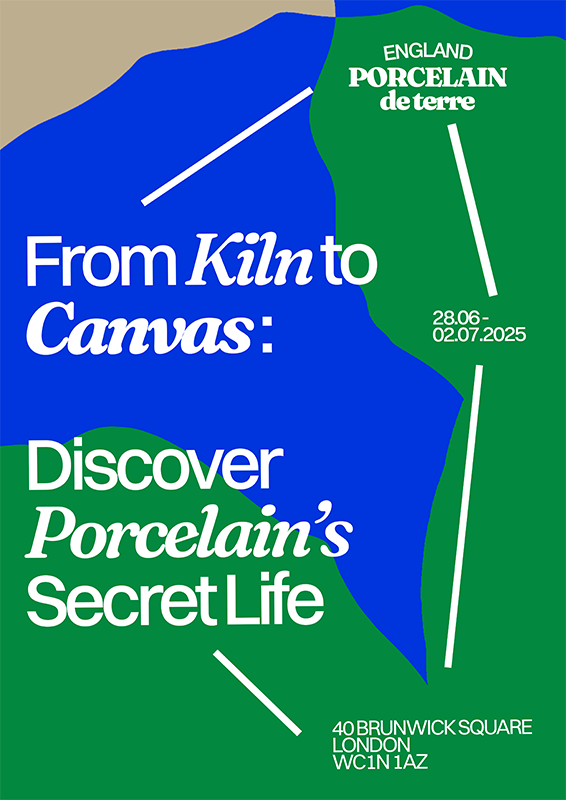 ENGLAND
PORCELAIN
de terre
From Kiln to
Canvas:
28.06 -
02.07.2025
Discover
Porcelain's
Secret Life
40 BRUNWICK SQUARE
LONDON
WC1N 1AZ